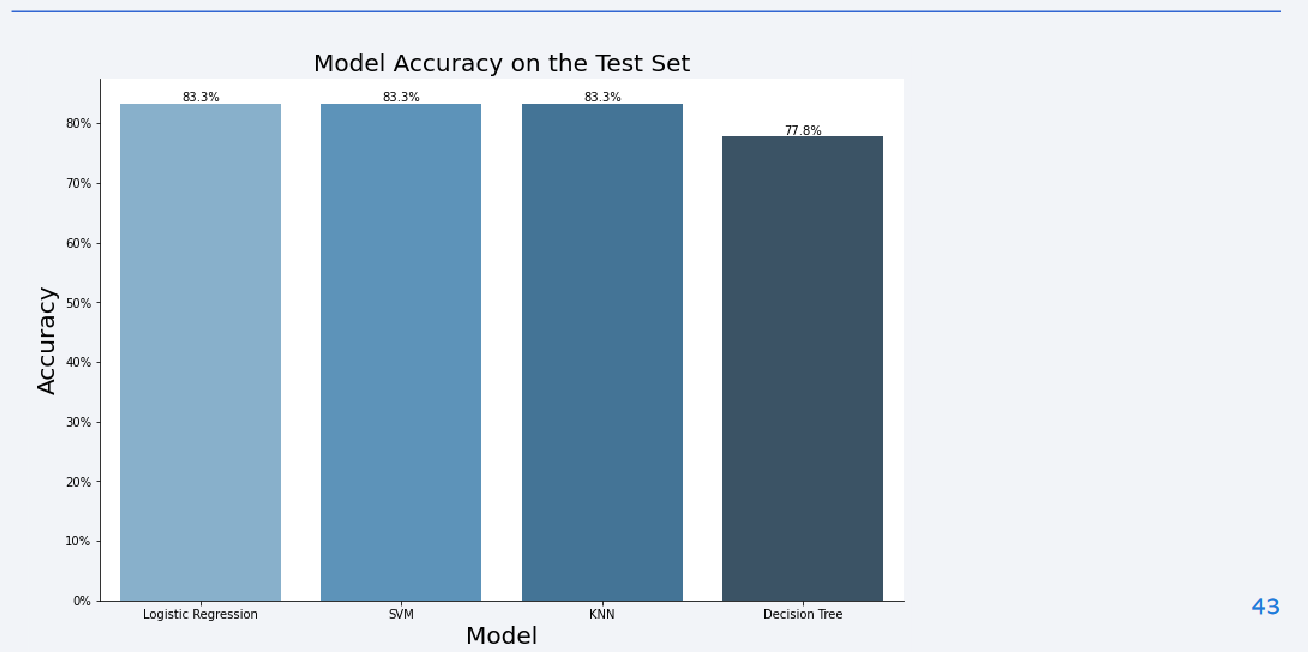 Model Accuracy on the Test Set
83.3%
83.3%
83.3%
77.8%
80%
70%
60%
50%
40%
30%
20%
10%
0%
Accuracy
Logistic Regression
SVM
KNN
Decision Tree
Model
43